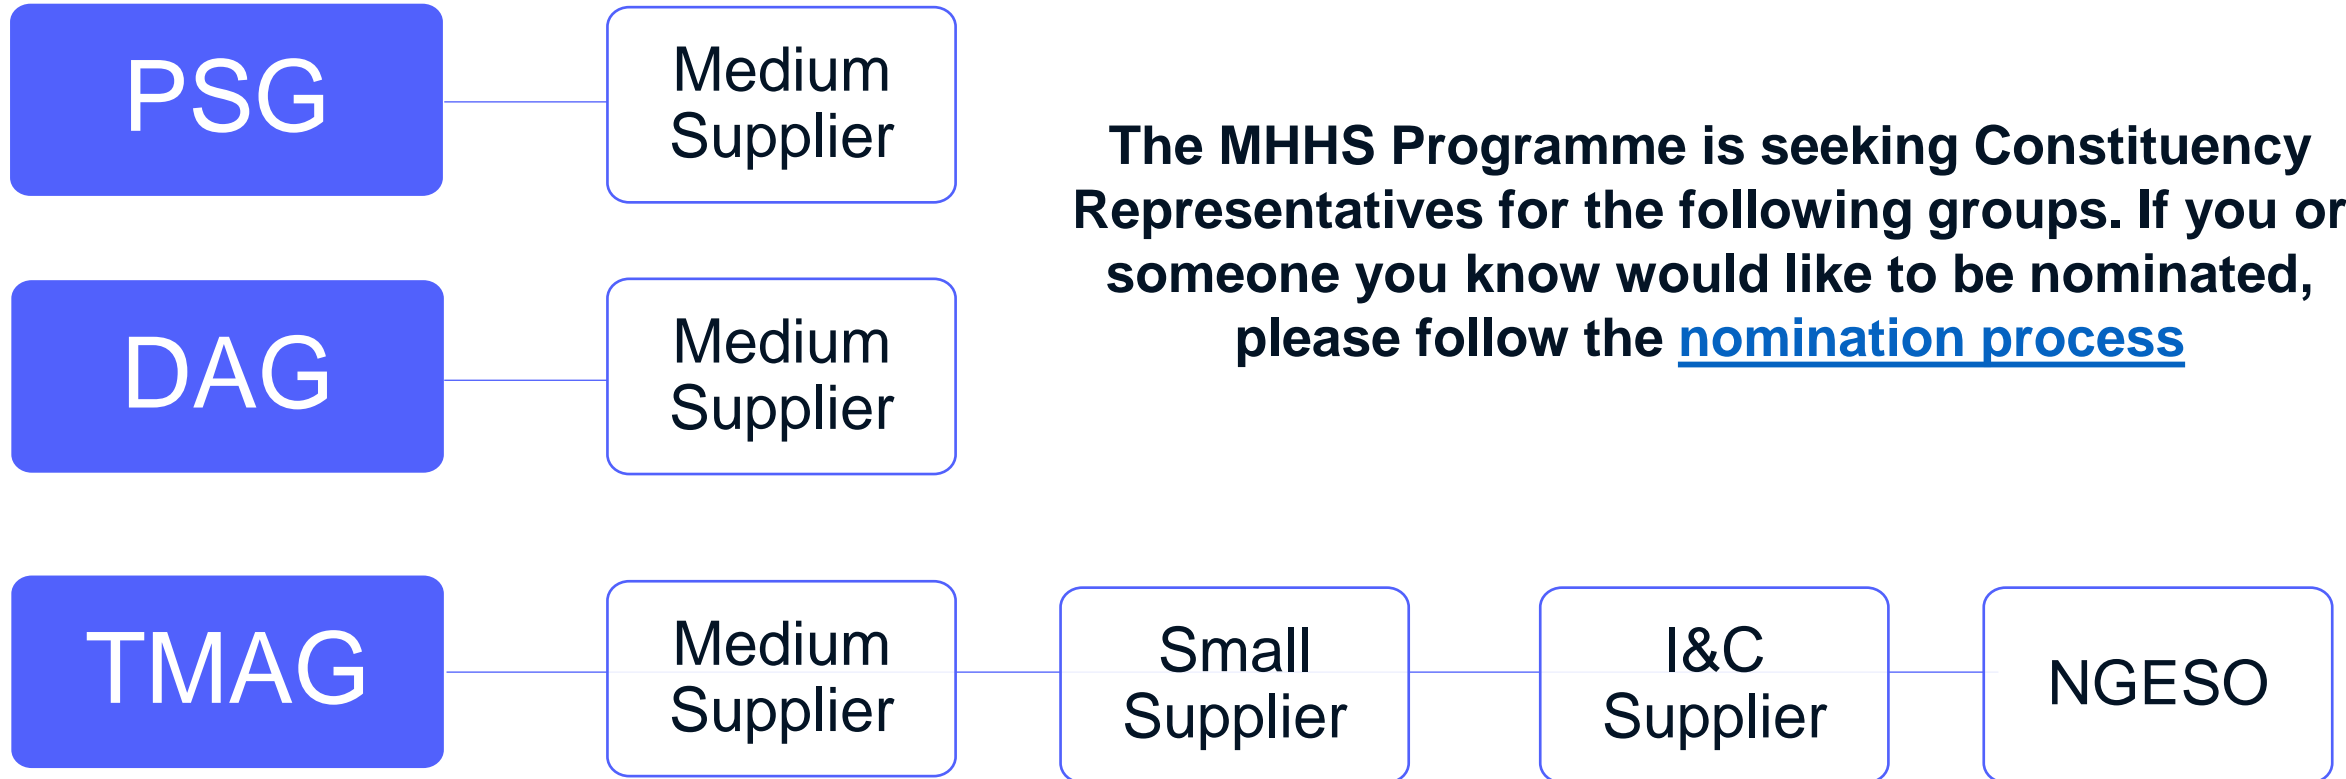 PSG
Medium
Supplier
The MHHS Programme is seeking Constituency
Representatives for the following groups. If you or
someone you know would like to be nominated,
please follow the nomination process
DAG
Medium
Supplier
TMAG
Medium
Supplier
Small
Supplier
I&C
Supplier
NGESO